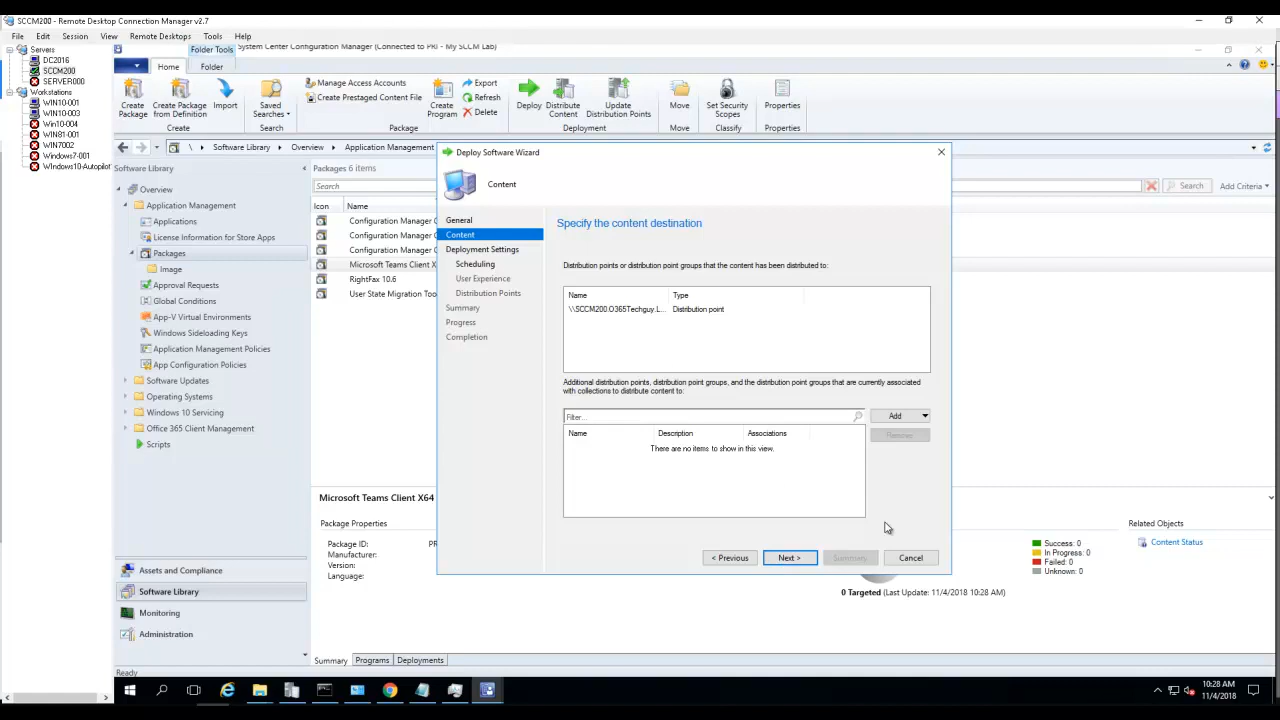 SCCM200 - Remote Desktop Connection Manager v2.7
File Edit Session View Remote Desktops Tools Help
Servers
DC2016
SCCM200
SERVER000
Workstations
WIN10-001
WIN10-003
Win10-004
WIN81-001
WIN7002
Windows7-001
Windows10-Autopilot
Folder Tools
System Center Configuration Manager (Connected to PRI - My SCCM Lab)
Home Folder
Create Package
Create Package from Definition
Import
Create
Saved Searches
Search
Manage Access Accounts
Create Prestaged Content File
Create Program
Export
Refresh
Delete
Package
Deploy
Distribute Content
Update Distribution Points
Deployment
Move
Move
Set Security Scopes
Classify
Properties
Properties
\ Software Library Overview Application Management
Software Library
Overview
Application Management
Applications
License Information for Store Apps
Packages
Image
Approval Requests
Global Conditions
App-V Virtual Environments
Windows Sideloading Keys
Application Management Policies
App Configuration Policies
Software Updates
Operating Systems
Windows 10 Servicing
Office 365 Client Management
Scripts
Assets and Compliance
Software Library
Monitoring
Administration
Ready
Packages 6 items
Search
Search
Add Criteria
Icon Name
Configuration Manager C
Configuration Manager C
Configuration Manager C
Microsoft Teams Client X
RightFax 10.6
User State Migration Too
Microsoft Teams Client X64
Package Properties
Package ID: PR
Manufacturer:
Version:
Language:
Success: 0
In Progress: 0
Failed: 0
Unknown: 0
0 Targeted (Last Update: 11/4/2018 10:28 AM)
Related Objects
Content Status
Summary Programs Deployments
Deploy Software Wizard
Content
General
Content
Deployment Settings
Scheduling
User Experience
Distribution Points
Summary
Progress
Completion
Specify the content destination
Distribution points or distribution point groups that the content has been distributed to:
Name Type
\\SCCM200.O365Techguy.L... Distribution point
Additional distribution points, distribution point groups, and the distribution point groups that are currently associated
with collections to distribute content to:
Filter...
Add
Remove
Name Description Associations
There are no items to show in this view.
< Previous Next > Summary Cancel
10:28 AM
11/4/2018